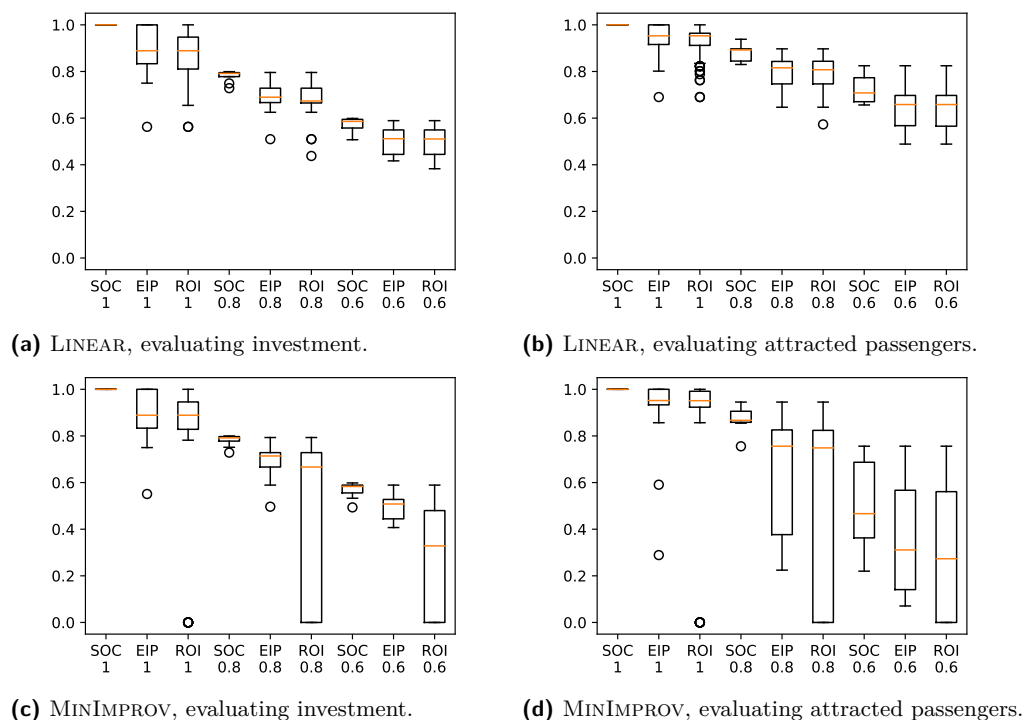 1.0
0.8
0.6
0.4
0.2
0.0
SOC EIP ROI SOC EIP ROI SOC EIP ROI
1 1 1 0.8 0.8 0.8 0.6 0.6 0.6
(a) LINEAR, evaluating investment.
1.0
0.8
0.6
0.4
0.2
0.0
SOC EIP ROI SOC EIP ROI SOC EIP ROI
1 1 1 0.8 0.8 0.8 0.6 0.6 0.6
(b) LINEAR, evaluating attracted passengers.
1.0
0.8
0.6
0.4
0.2
0.0
SOC EIP ROI SOC EIP ROI SOC EIP ROI
1 1 1 0.8 0.8 0.8 0.6 0.6 0.6
(c) MINIMPROV, evaluating investment.
1.0
0.8
0.6
0.4
0.2
0.0
SOC EIP ROI SOC EIP ROI SOC EIP ROI
1 1 1 0.8 0.8 0.8 0.6 0.6 0.6
(d) MINIMPROV, evaluating attracted passengers.